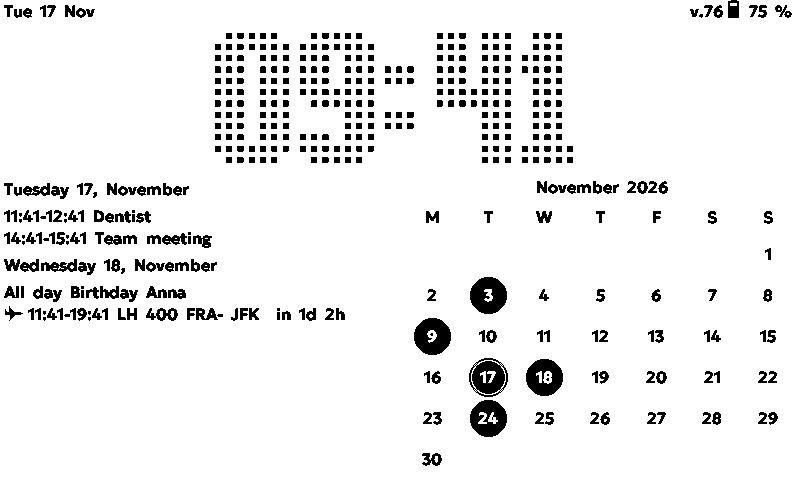 Tue 17 Nov
v.76 75 %
09:41
Tuesday 17, November
11:41-12:41 Dentist
14:41-15:41 Team meeting
Wednesday 18, November
All day Birthday Anna
11:41-19:41 LH 400 FRA- JFK in 1d 2h
November 2026
M T W T F S S
1
2 3 4 5 6 7 8
9 10 11 12 13 14 15
16 17 18 19 20 21 22
23 24 25 26 27 28 29
30